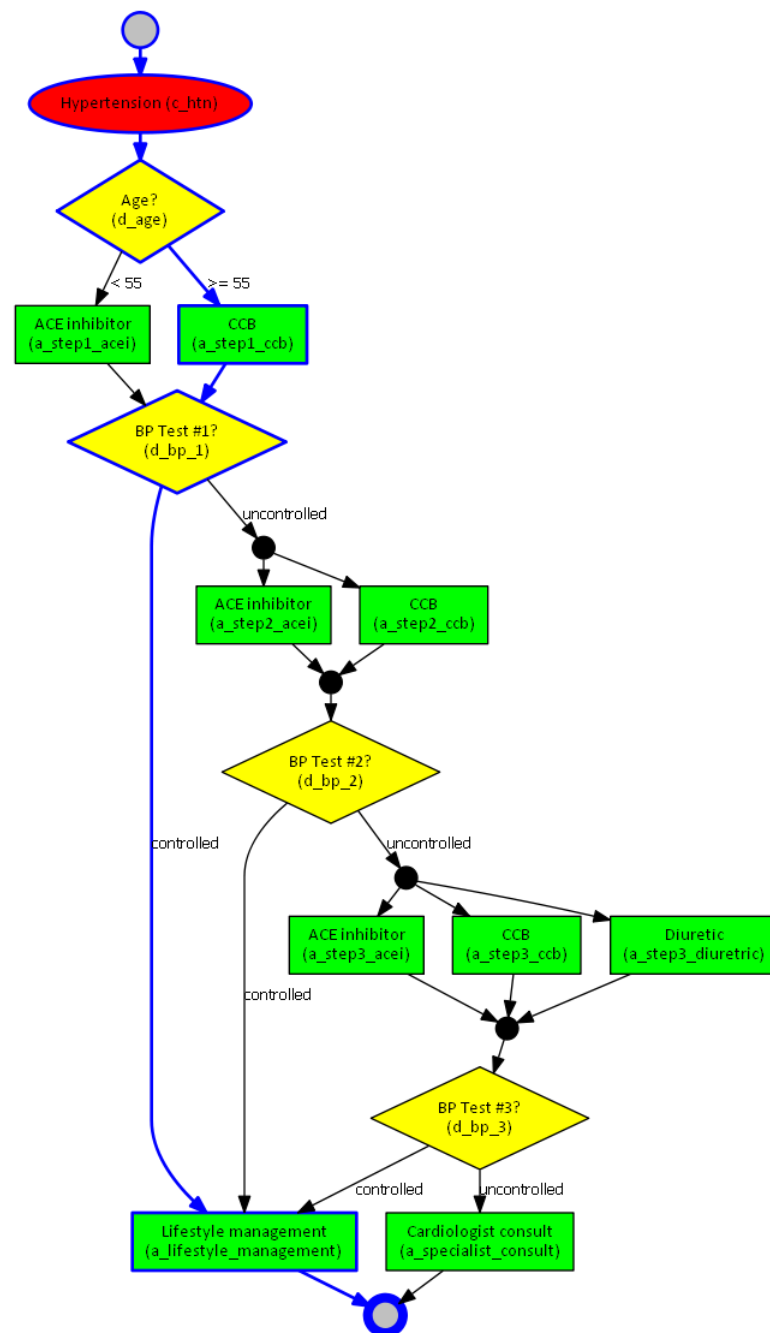 Hypertension (c_htn)
Age?
(d_age)
< 55
>= 55
ACE inhibitor
(a_step1_acei)
CCB
(a_step1_ccb)
BP Test #1?
(d_bp_1)
uncontrolled
ACE inhibitor
(a_step2_acei)
CCB
(a_step2_ccb)
BP Test #2?
(d_bp_2)
controlled
uncontrolled
ACE inhibitor
(a_step3_acei)
CCB
(a_step3_ccb)
Diuretic
(a_step3_diuretric)
controlled
BP Test #3?
(d_bp_3)
controlled
uncontrolled
Lifestyle management
(a_lifestyle_management)
Cardiologist consult
(a_specialist_consult)